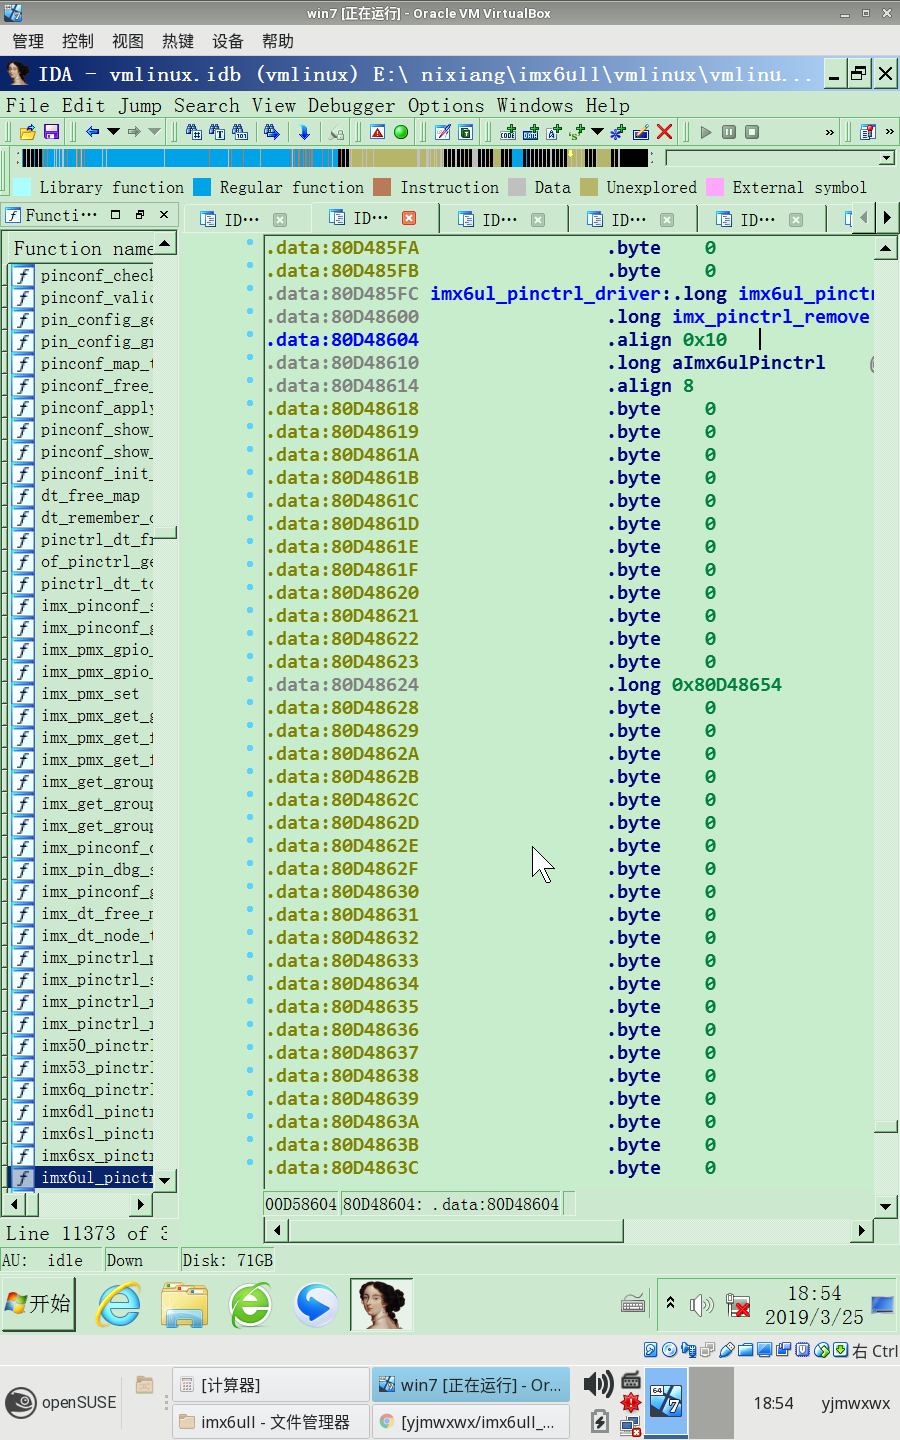 win7 [正在运行] - Oracle VM VirtualBox
管理 控制 视图 热键 设备 帮助
IDA - vmlinux.idb (vmlinux) E:\ nixiang\imx6ull\vmlinux\vmlinu...
File Edit Jump Search View Debugger Options Windows Help
Library function Regular function Instruction Data Unexplored External symbol
Functi...
ID... ID... ID... ID... ID... ID
Function name
pinconf_check
pinconf_valid
pin_config_ge
pin_config_gr
pinconf_map_t
pinconf_free_
pinconf_apply
pinconf_show_
pinconf_show_
pinconf_init_
dt_free_map
dt_remember_o
pinctrl_dt_fr
of_pinctrl_ge
pinctrl_dt_to
imx_pinconf_s
imx_pinconf_g
imx_pmx_gpio_
imx_pmx_gpio_
imx_pmx_set
imx_pmx_get_g
imx_pmx_get_f
imx_pmx_get_f
imx_get_group
imx_get_group
imx_get_group
imx_pinconf_d
imx_pin_dbg_s
imx_pinconf_g
imx_dt_free_m
imx_dt_node_t
imx_pinctrl_p
imx_pinctrl_s
imx_pinctrl_r
imx_pinctrl_r
imx50_pinctrl
imx53_pinctrl
imx6q_pinctrl
imx6dl_pinctr
imx6sl_pinctr
imx6sx_pinctr
imx6ul_pinctr
Line 11373 of 3
.data:80D485FA .byte 0
.data:80D485FB .byte 0
.data:80D485FC imx6ul_pinctrl_driver:.long imx6ul_pinctr
.data:80D48600 .long imx_pinctrl_remove
.data:80D48604 .align 0x10
.data:80D48610 .long aImx6ulPinctrl
.data:80D48614 .align 8
.data:80D48618 .byte 0
.data:80D48619 .byte 0
.data:80D4861A .byte 0
.data:80D4861B .byte 0
.data:80D4861C .byte 0
.data:80D4861D .byte 0
.data:80D4861E .byte 0
.data:80D4861F .byte 0
.data:80D48620 .byte 0
.data:80D48621 .byte 0
.data:80D48622 .byte 0
.data:80D48623 .byte 0
.data:80D48624 .long 0x80D48654
.data:80D48628 .byte 0
.data:80D48629 .byte 0
.data:80D4862A .byte 0
.data:80D4862B .byte 0
.data:80D4862C .byte 0
.data:80D4862D .byte 0
.data:80D4862E .byte 0
.data:80D4862F .byte 0
.data:80D48630 .byte 0
.data:80D48631 .byte 0
.data:80D48632 .byte 0
.data:80D48633 .byte 0
.data:80D48634 .byte 0
.data:80D48635 .byte 0
.data:80D48636 .byte 0
.data:80D48637 .byte 0
.data:80D48638 .byte 0
.data:80D48639 .byte 0
.data:80D4863A .byte 0
.data:80D4863B .byte 0
.data:80D4863C .byte 0
00D58604 80D48604: .data:80D48604
AU: idle Down Disk: 71GB
开始
18:54
2019/3/25
右 Ctrl
openSUSE
[计算器]
win7 [正在运行] - Or...
imx6ull - 文件管理器
[yjmwxwx/imx6ull_...
64
7
18:54 yjmwxwx